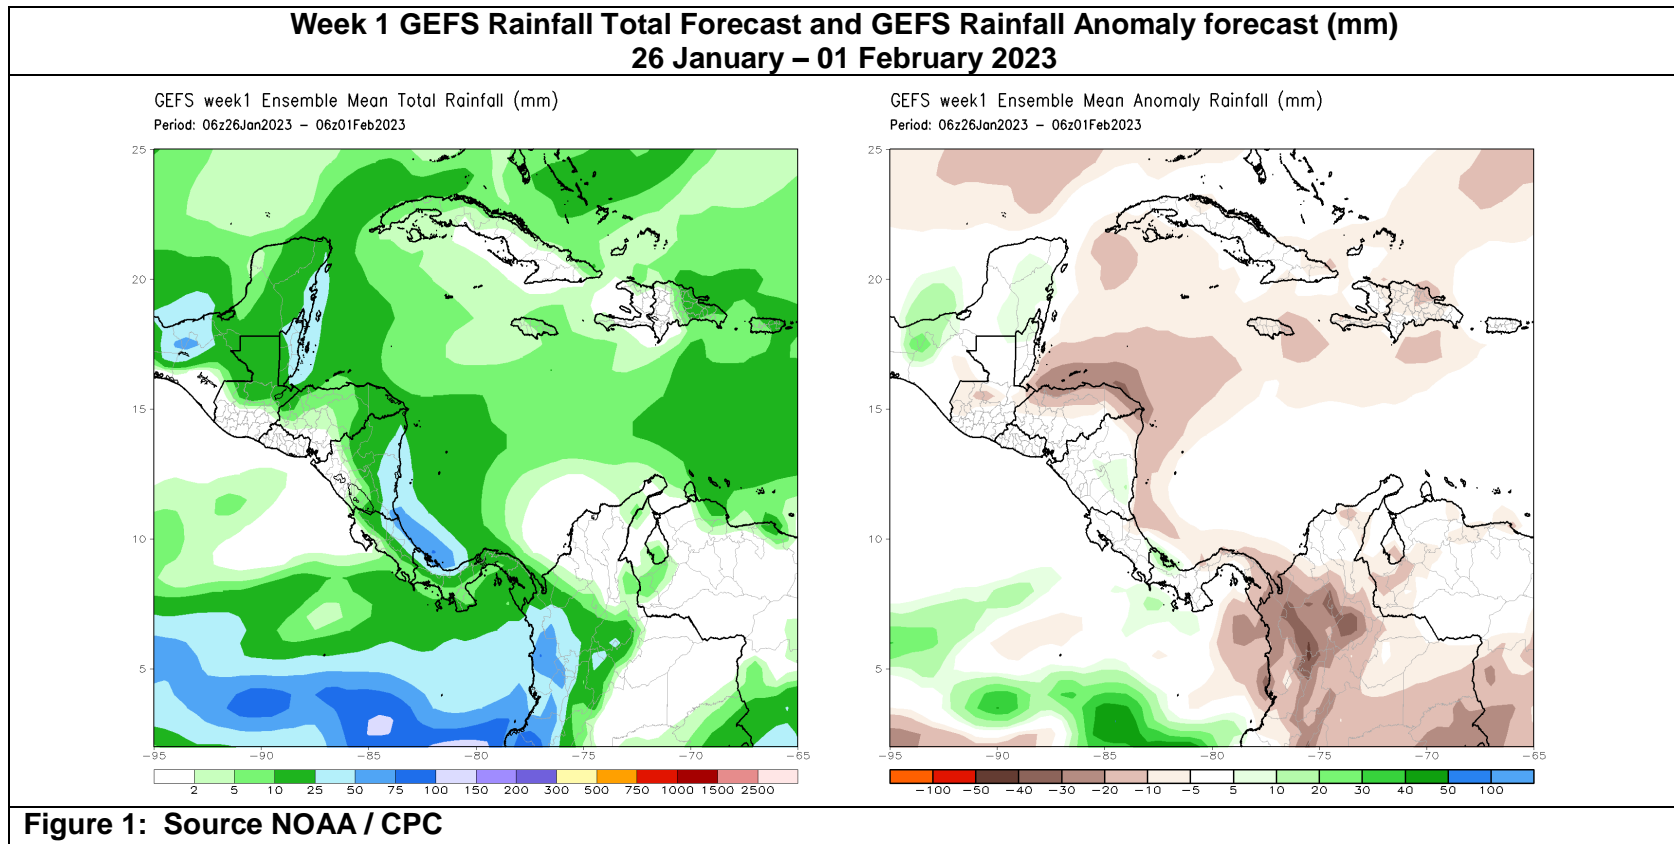 Week 1 GEFS Rainfall Total Forecast and GEFS Rainfall Anomaly forecast (mm)
26 January – 01 February 2023
GEFS week1 Ensemble Mean Total Rainfall (mm)
Period: 06z26Jan2023 – 06z01Feb2023
25
20
15
10
5
-95 -90 -85 -80 -75 -70 -65
2 5 10 25 50 75 100 150 200 300 500 750 1000 1500 2500
GEFS week1 Ensemble Mean Anomaly Rainfall (mm)
Period: 06z26Jan2023 – 06z01Feb2023
25
20
15
10
5
-95 -90 -85 -80 -75 -70 -65
-100 -50 -40 -30 -20 -10 -5 5 10 20 30 40 50 100
Figure 1: Source NOAA / CPC